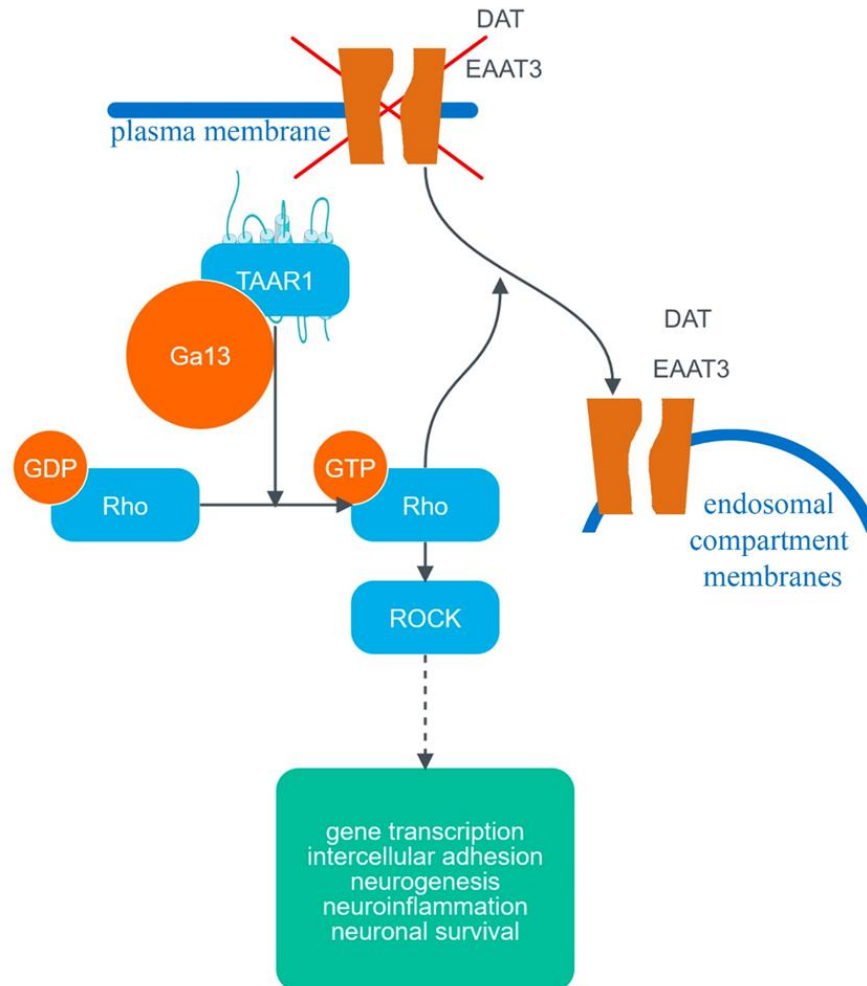 DAT
EAAT3
plasma membrane
TAAR1
Ga13
GDP
Rho
GTP
Rho
DAT
EAAT3
endosomal
compartment
membranes
ROCK
gene transcription
intercellular adhesion
neurogenesis
neuroinflammation
neuronal survival